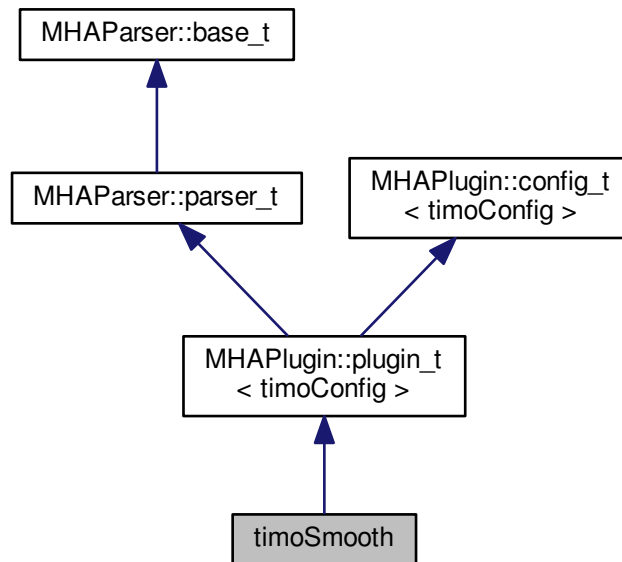 MHAParser::base_t
MHAParser::parser_t
MHAPlugin::config_t
< timoConfig >
MHAPlugin::plugin_t
< timoConfig >
timoSmooth